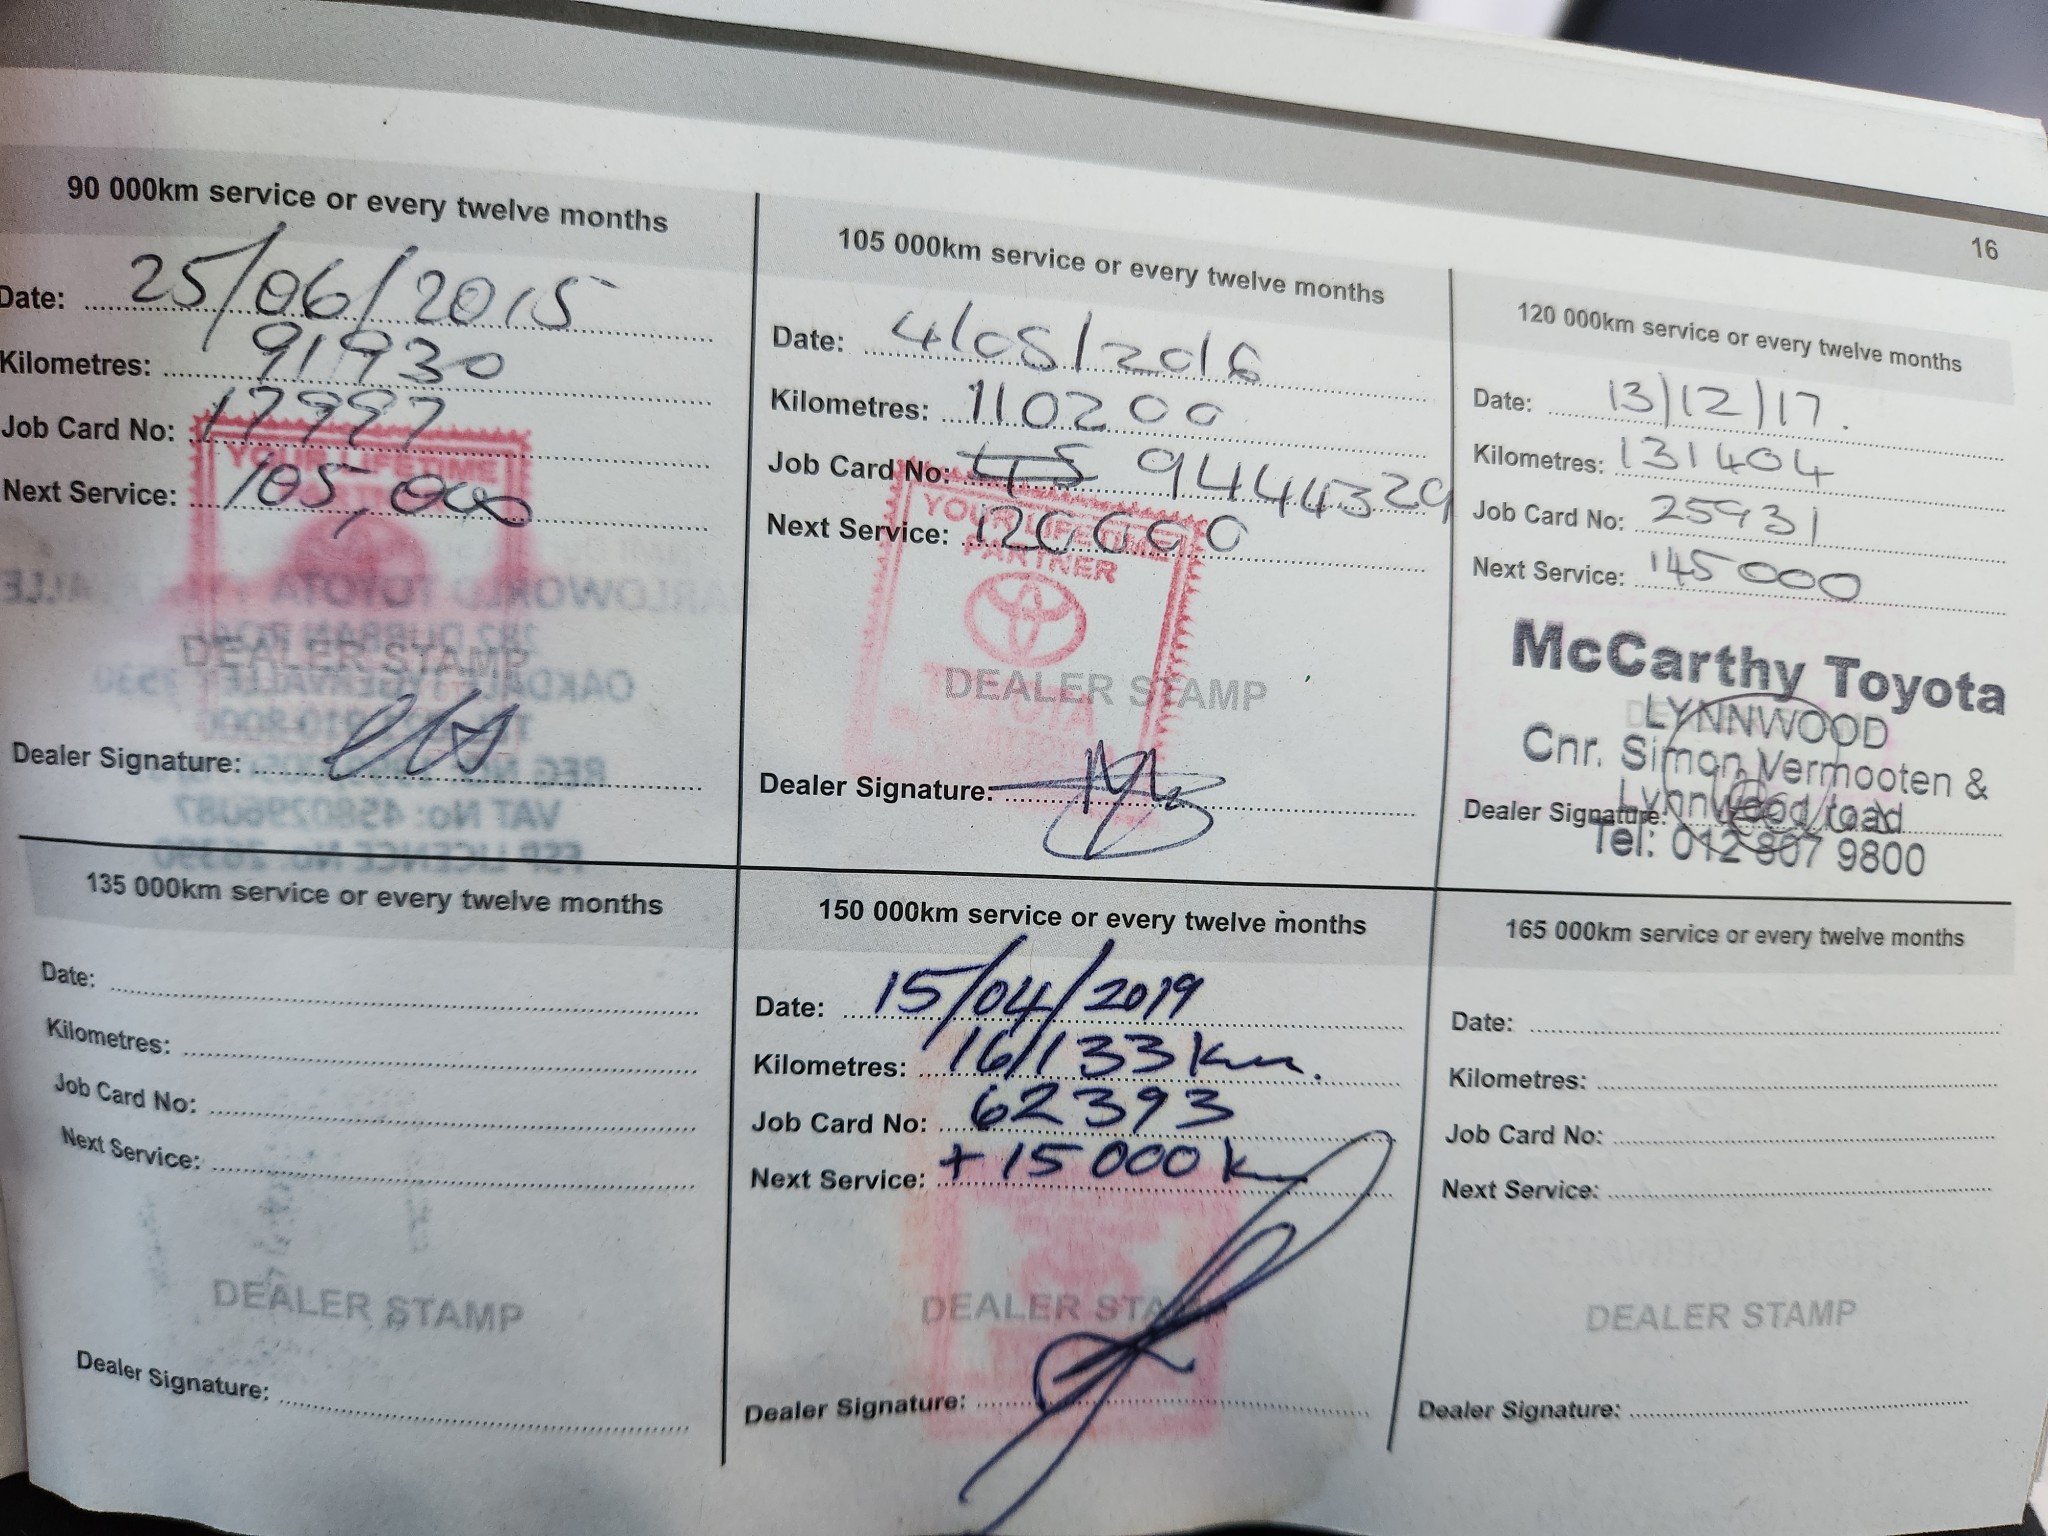 16
90 000km service or every twelve months
Date: 25/06/2015
Kilometres: 91930
Job Card No: 17997
Next Service: 105,000
YOUR LIFETIME
DEALER STAMP
Dealer Signature:
105 000km service or every twelve months
Date: 4/05/2016
Kilometres: 110200
Job Card No: 9444329
Next Service: 120000
YOUR LIFETIME
PARTNER
TOYOTA
DEALER STAMP
Dealer Signature:
120 000km service or every twelve months
Date: 13/12/17.
Kilometres: 131404
Job Card No: 25931
Next Service: 145000
McCarthy Toyota
LYNNWOOD
Cnr. Simon Vermooten &
Lynnwood road
Dealer Signature:
Tel: 012 807 9800
135 000km service or every twelve months
Date:
Kilometres:
Job Card No:
Next Service:
DEALER STAMP
Dealer Signature:
150 000km service or every twelve months
Date: 15/04/2019
Kilometres: 161133 km.
Job Card No: 62393
Next Service: +15000 km
DEALER STAMP
Dealer Signature:
165 000km service or every twelve months
Date:
Kilometres:
Job Card No:
Next Service:
DEALER STAMP
Dealer Signature: